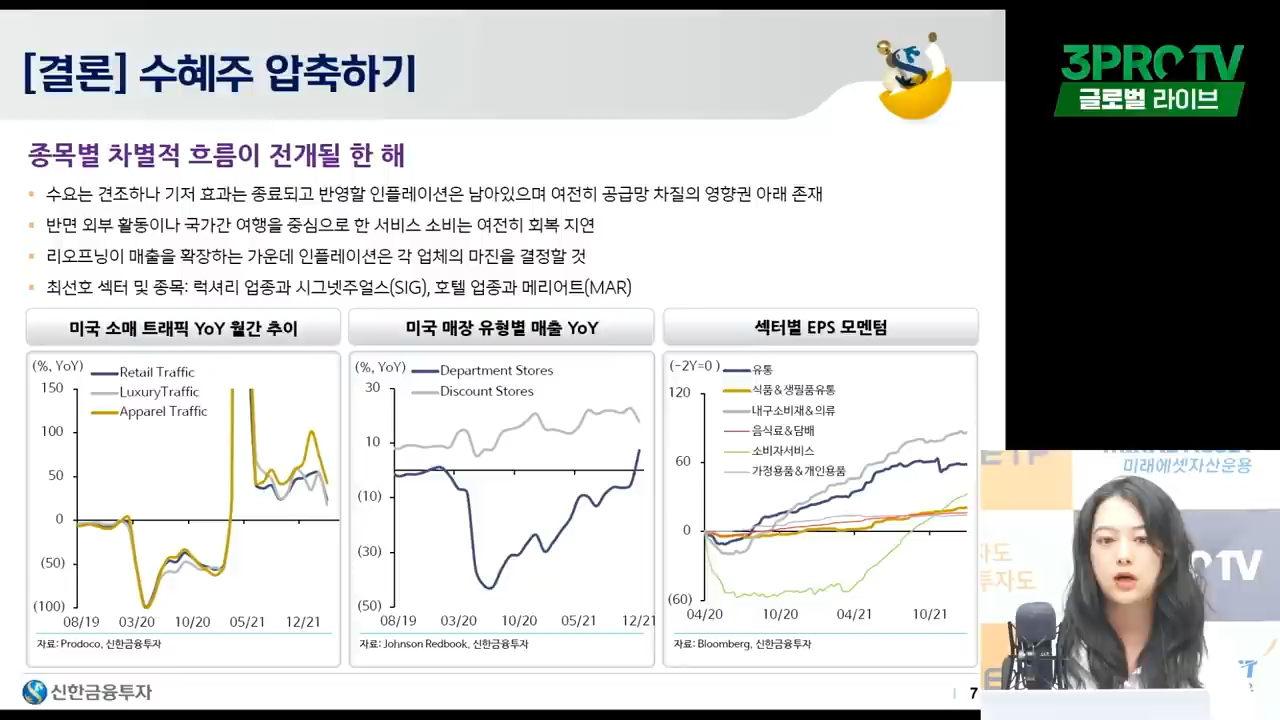 [결론] 수혜주 압축하기
3PRO TV
글로벌 라이브
종목별 차별적 흐름이 전개될 한 해
수요는 견조하나 기저 효과는 종료되고 반영할 인플레이션은 남아있으며 여전히 공급망 차질의 영향권 아래 존재
반면 외부 활동이나 국가간 여행을 중심으로 한 서비스 소비는 여전히 회복 지연
리오프닝이 매출을 확장하는 가운데 인플레이션은 각 업체의 마진을 결정할 것
최선호 섹터 및 종목: 럭셔리 업종과 시그넷주얼스(SIG), 호텔 업종과 메리어트(MAR)
미국 소매 트래픽 YoY 월간 추이
(%, YoY)
Retail Traffic
LuxuryTraffic
Apparel Traffic
150
100
50
0
(50)
(100)
08/19 03/20 10/20 05/21 12/21
자료: Prodoco, 신한금융투자
미국 매장 유형별 매출 YoY
(%, YoY)
Department Stores
Discount Stores
30
10
(10)
(30)
(50)
08/19 03/20 10/20 05/21 12/21
자료: Johnson Redbook, 신한금융투자
섹터별 EPS 모멘텀
(-2Y=0 )
유통
식품&생필품유통
내구소비재&의류
음식료&담배
소비자서비스
가정용품&개인용품
120
60
0
(60)
04/20 10/20 04/21 10/21
자료: Bloomberg, 신한금융투자
신한금융투자
7
미래에셋자산운용
TV